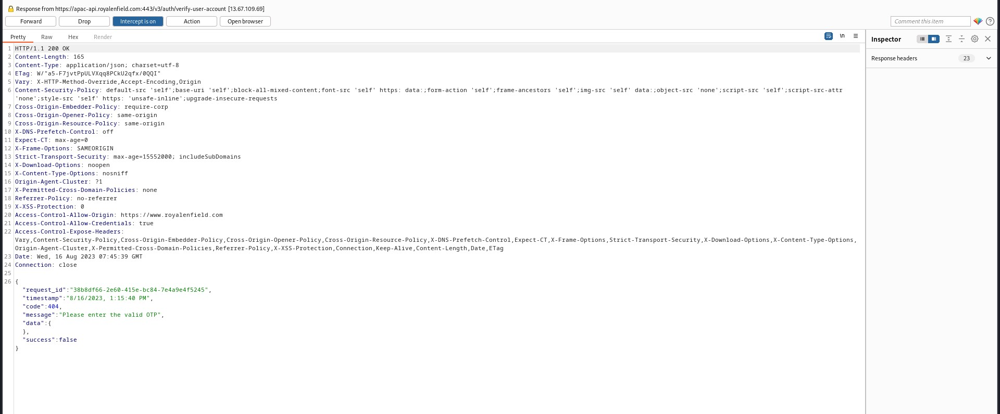 Response from https://apac-api.royalenfield.com:443/v3/auth/verify-user-account [13.67.109.69]
Forward Drop Intercept is on Action Open browser Comment this item ?
Pretty Raw Hex Render \n Inspector
Response headers 23
1 HTTP/1.1 200 OK
2 Content-Length: 165
3 Content-Type: application/json; charset=utf-8
4 ETag: W/"a5-F7jvtPpULVXqq8PCkU2qfx/0QQI"
5 Vary: X-HTTP-Method-Override,Accept-Encoding,Origin
6 Content-Security-Policy: default-src 'self';base-uri 'self';block-all-mixed-content;font-src 'self' https: data:;form-action 'self';frame-ancestors 'self';img-src 'self' data:;object-src 'none';script-src 'self';script-src-attr
'none';style-src 'self' https: 'unsafe-inline';upgrade-insecure-requests
7 Cross-Origin-Embedder-Policy: require-corp
8 Cross-Origin-Opener-Policy: same-origin
9 Cross-Origin-Resource-Policy: same-origin
10 X-DNS-Prefetch-Control: off
11 Expect-CT: max-age=0
12 X-Frame-Options: SAMEORIGIN
13 Strict-Transport-Security: max-age=15552000; includeSubDomains
14 X-Download-Options: noopen
15 X-Content-Type-Options: nosniff
16 Origin-Agent-Cluster: ?1
17 X-Permitted-Cross-Domain-Policies: none
18 Referrer-Policy: no-referrer
19 X-XSS-Protection: 0
20 Access-Control-Allow-Origin: https://www.royalenfield.com
21 Access-Control-Allow-Credentials: true
22 Access-Control-Expose-Headers:
Vary,Content-Security-Policy,Cross-Origin-Embedder-Policy,Cross-Origin-Opener-Policy,Cross-Origin-Resource-Policy,X-DNS-Prefetch-Control,Expect-CT,X-Frame-Options,Strict-Transport-Security,X-Download-Options,X-Content-Type-Options,
Origin-Agent-Cluster,X-Permitted-Cross-Domain-Policies,Referrer-Policy,X-XSS-Protection,Connection,Keep-Alive,Content-Length,Date,ETag
23 Date: Wed, 16 Aug 2023 07:45:39 GMT
24 Connection: close
25
26 {
"request_id":"38b8df66-2e60-415e-bc84-7e4a9e4f5245",
"timestamp":"8/16/2023, 1:15:40 PM",
"code":404,
"message":"Please enter the valid OTP",
"data":{
},
"success":false
}